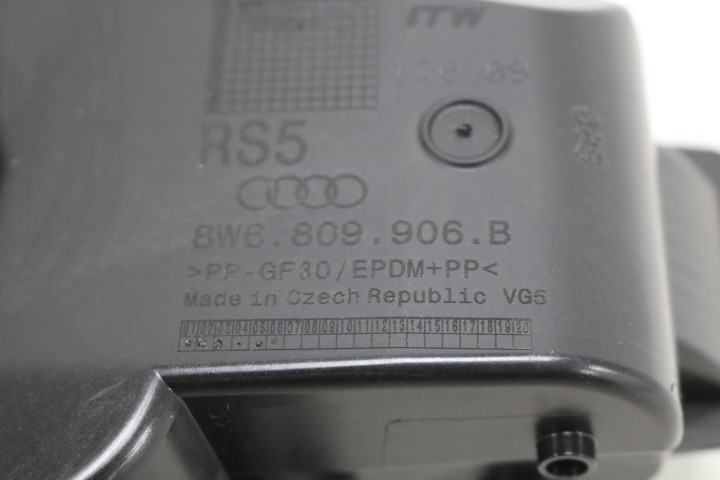 ITW
RS5
8W6.809.906.B
>PP-GF30/EPDM+PP<
Made in Czech Republic VG5
01 02 03 04 05 06 07 08 09 10 11 12 13 14 15 16 17 18 19 20